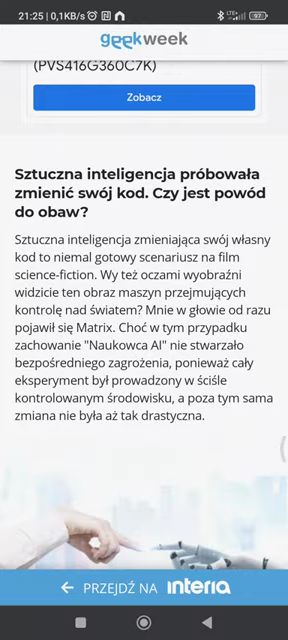 21:25 | 0,1KB/s
LTE+
97
geekweek
(PVS416G360C7K)
Zobacz
Sztuczna inteligencja próbowała
zmienić swój kod. Czy jest powód
do obaw?
Sztuczna inteligencja zmieniająca swój własny
kod to niemal gotowy scenariusz na film
science-fiction. Wy też oczami wyobraźni
widzicie ten obraz maszyn przejmujących
kontrolę nad światem? Mnie w głowie od razu
pojawił się Matrix. Choć w tym przypadku
zachowanie "Naukowca AI" nie stwarzało
bezpośredniego zagrożenia, ponieważ cały
eksperyment był prowadzony w ściśle
kontrolowanym środowisku, a poza tym sama
zmiana nie była aż tak drastyczna.
PRZEJDŹ NA interia